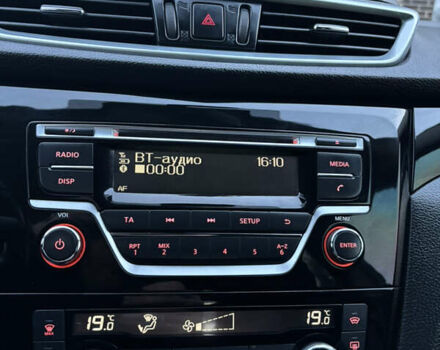 RADIO
DISP
BT-аудио 16:10
00:00
AF
MEDIA
VOL
TA
SETUP
MENU
RPT 1
MIX 2
3
4
5
A-Z 6
ENTER
MAX
19.0°C
19.0°C